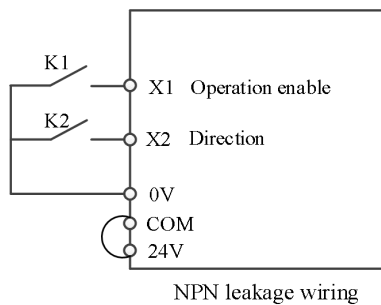 K1
X1 Operation enable
K2
X2 Direction
0V
COM
24V
NPN leakage wiring